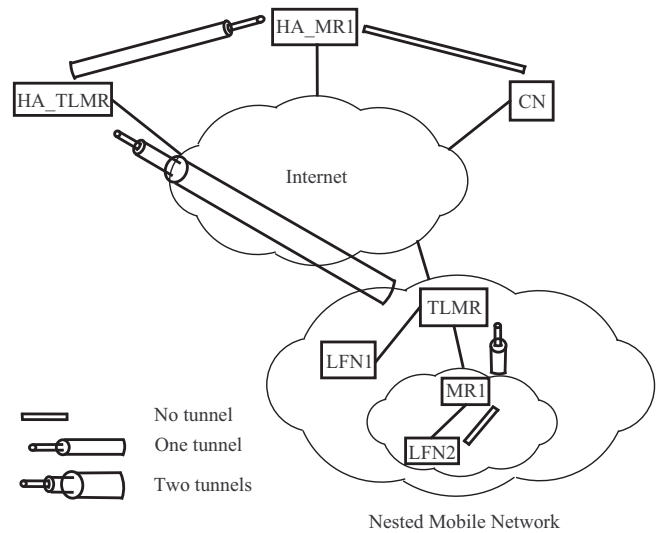 HA_MR1
HA_TLMR
CN
Internet
TLMR
LFN1
MR1
LFN2
No tunnel
One tunnel
Two tunnels
Nested Mobile Network